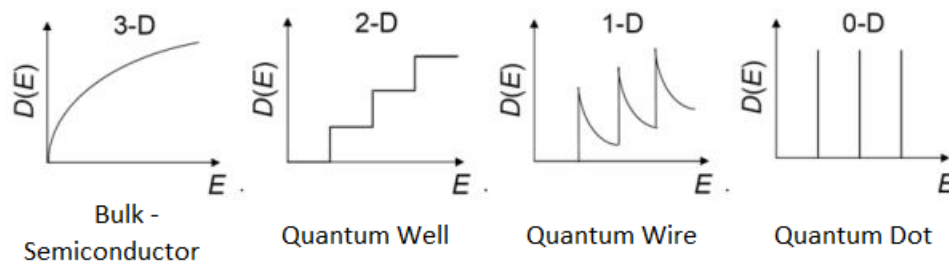 3-D
2-D
1-D
0-D
D(E)
D(E)
D(E)
D(E)
E .
E .
E .
E
Bulk -
Semiconductor
Quantum Well
Quantum Wire
Quantum Dot